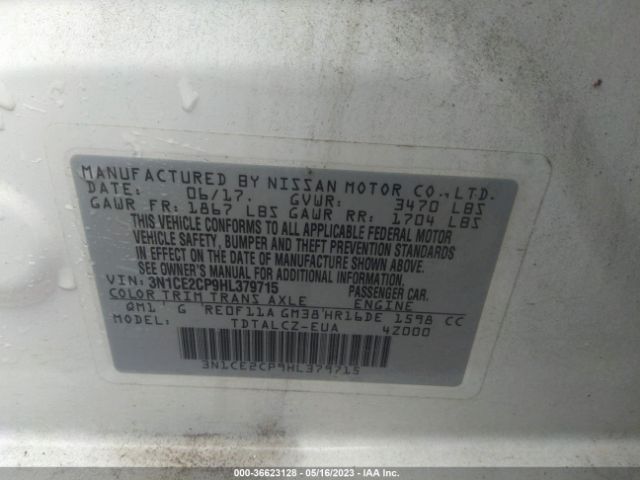 MANUFACTURED BY NISSAN MOTOR CO., LTD.
DATE: 06/17. GVWR: 3470 LBS
GAWR FR: 1867 LBS GAWR RR: 1704 LBS
THIS VEHICLE CONFORMS TO ALL APPLICABLE FEDERAL MOTOR
VEHICLE SAFETY, BUMPER AND THEFT PREVENTION STANDARDS
IN EFFECT ON THE DATE OF MANUFACTURE SHOWN ABOVE.
SEE OWNER'S MANUAL FOR ADDITIONAL INFORMATION.
VIN: 3N1CE2CP9HL379715 PASSENGER CAR.
COLOR TRIM TRANS AXLE ENGINE
QM1 G RE0F11A GM38 HR16DE 1598 CC
MODEL: TDTALCZ-EUA 4Z000
3N1CE2CP9HL379715
000-36623128 - 05/16/2023 - IAA Inc.